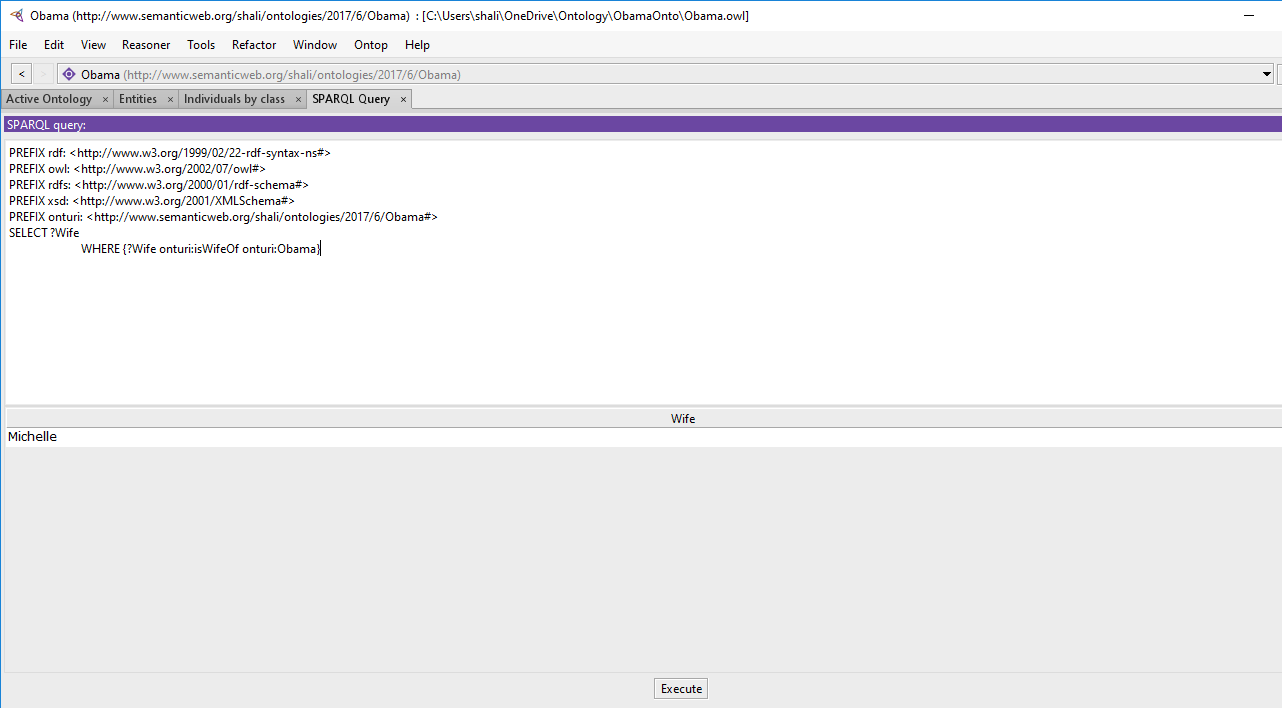 Obama (http://www.semanticweb.org/shali/ontologies/2017/6/Obama) : [C:\Users\shali\OneDrive\Ontology\ObamaOnto\Obama.owl]
File Edit View Reasoner Tools Refactor Window Ontop Help
< > Obama (http://www.semanticweb.org/shali/ontologies/2017/6/Obama)
Active Ontology × Entities × Individuals by class × SPARQL Query ×
SPARQL query:
PREFIX rdf: <http://www.w3.org/1999/02/22-rdf-syntax-ns#>
PREFIX owl: <http://www.w3.org/2002/07/owl#>
PREFIX rdfs: <http://www.w3.org/2000/01/rdf-schema#>
PREFIX xsd: <http://www.w3.org/2001/XMLSchema#>
PREFIX onturi: <http://www.semanticweb.org/shali/ontologies/2017/6/Obama#>
SELECT ?Wife
WHERE {?Wife onturi:isWifeOf onturi:Obama}
Wife
Michelle
Execute